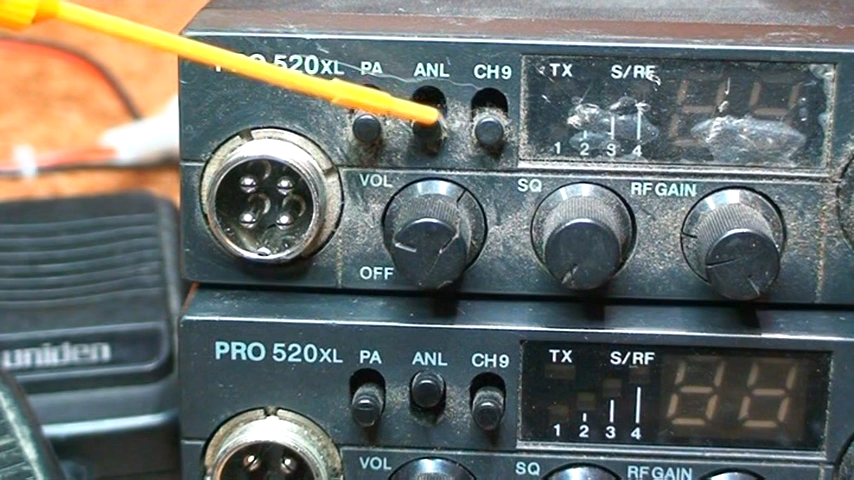 PRO 520XL PA ANL CH9 TX S/RF
1 2 3 4
VOL SQ RF GAIN
OFF
uniden
PRO 520XL PA ANL CH9 TX S/RF
1 2 3 4
VOL SQ RF GAIN